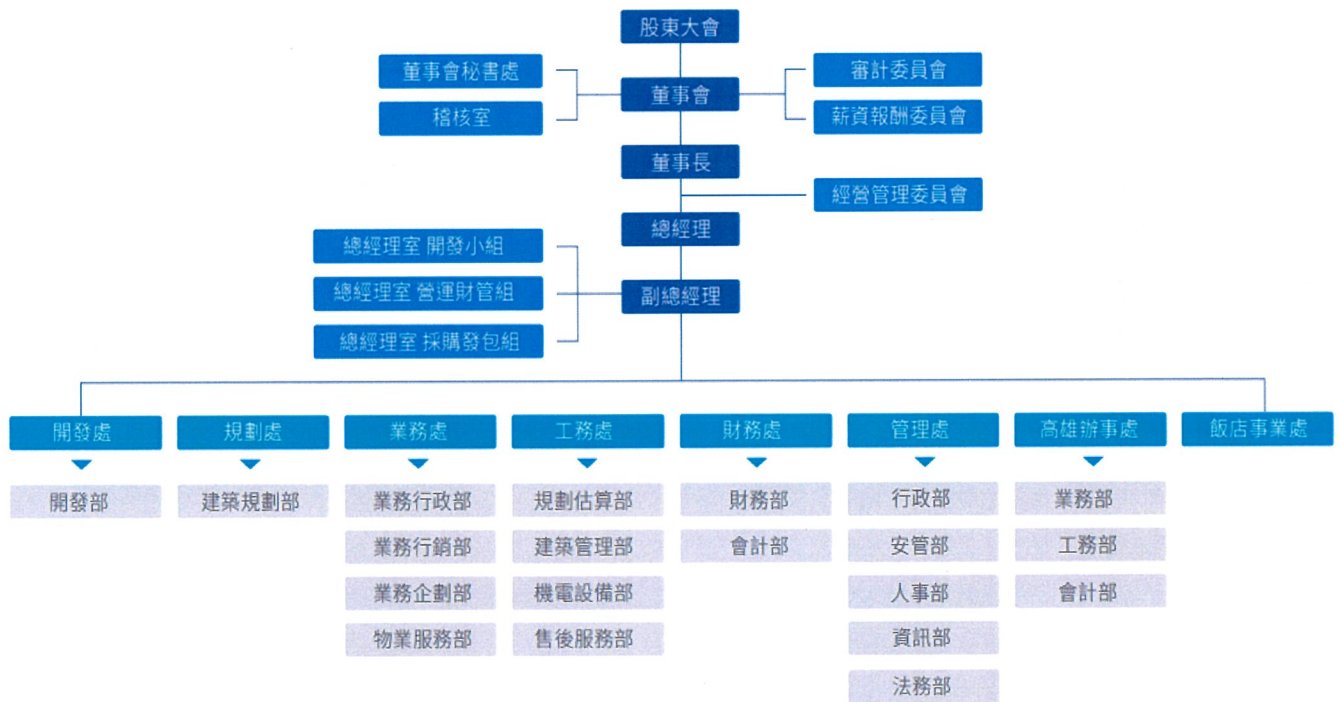 股東大會
董事會秘書處
審計委員會
董事會
稽核室
薪資報酬委員會
董事長
經營管理委員會
總經理
總經理室 開發小組
總經理室 營運財管組
副總經理
總經理室 採購發包組
開發處
規劃處
業務處
工務處
財務處
管理處
高雄辦事處
飯店事業處
開發部
建築規劃部
業務行政部
規劃估算部
財務部
行政部
業務部
業務行銷部
建築管理部
會計部
安管部
工務部
業務企劃部
機電設備部
人事部
會計部
物業服務部
售後服務部
資訊部
法務部